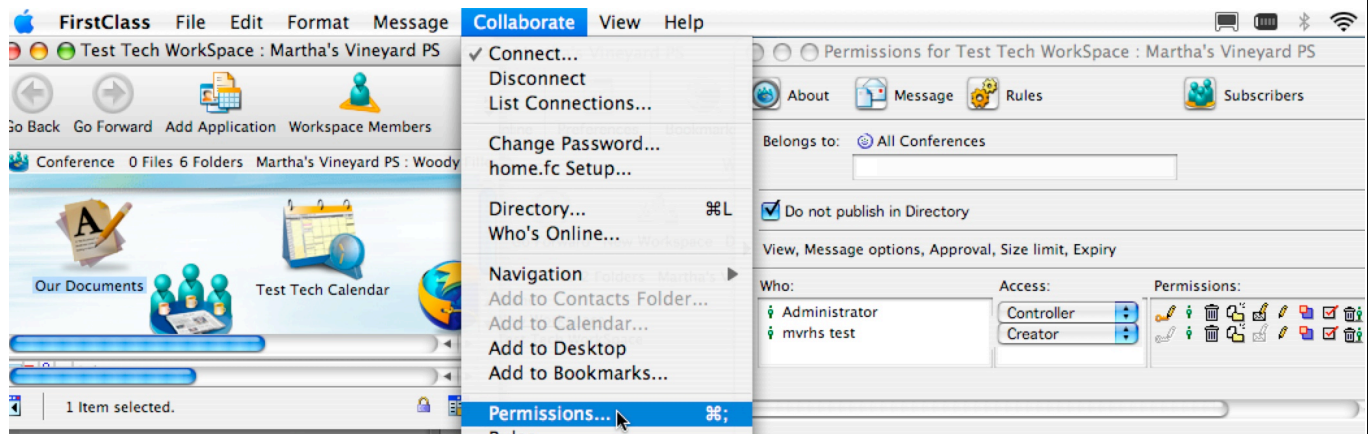 FirstClass File Edit Format Message Collaborate View Help
Test Tech WorkSpace : Martha's Vineyard PS
Go Back Go Forward Add Application Workspace Members
Conference 0 Files 6 Folders Martha's Vineyard PS : Woody
Our Documents
Test Tech Calendar
1 Item selected.
✓ Connect...
Disconnect
List Connections...
Change Password...
home.fc Setup...
Directory... ⌘L
Who's Online...
Navigation
Add to Contacts Folder...
Add to Calendar...
Add to Desktop
Add to Bookmarks...
Permissions... ⌘;
Permissions for Test Tech WorkSpace : Martha's Vineyard PS
About Message Rules Subscribers
Belongs to: All Conferences
Do not publish in Directory
View, Message options, Approval, Size limit, Expiry
Who: Access: Permissions:
Administrator Controller
mvrhs test Creator